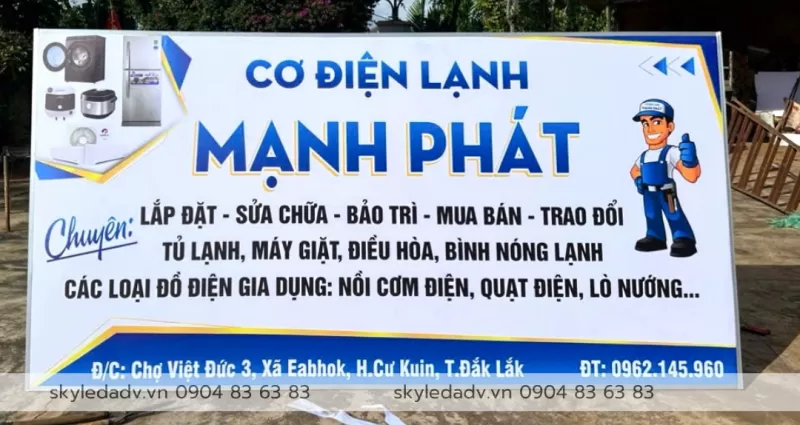 CƠ ĐIỆN LẠNH
MẠNH PHÁT
Chuyên:
LẮP ĐẶT - SỬA CHỮA - BẢO TRÌ - MUA BÁN - TRAO ĐỔI
TỦ LẠNH, MÁY GIẶT, ĐIỀU HÒA, BÌNH NÓNG LẠNH
CÁC LOẠI ĐỒ ĐIỆN GIA DỤNG: NỒI CƠM ĐIỆN, QUẠT ĐIỆN, LÒ NƯỚNG...
Đ/C: Chợ Việt Đức 3, Xã Eabhok, H.Cư Kuin, T.Đắk Lắk ĐT: 0962.145.960
skyledadv.vn 0904 83 63 83 skyledadv.vn 0904 83 63 83